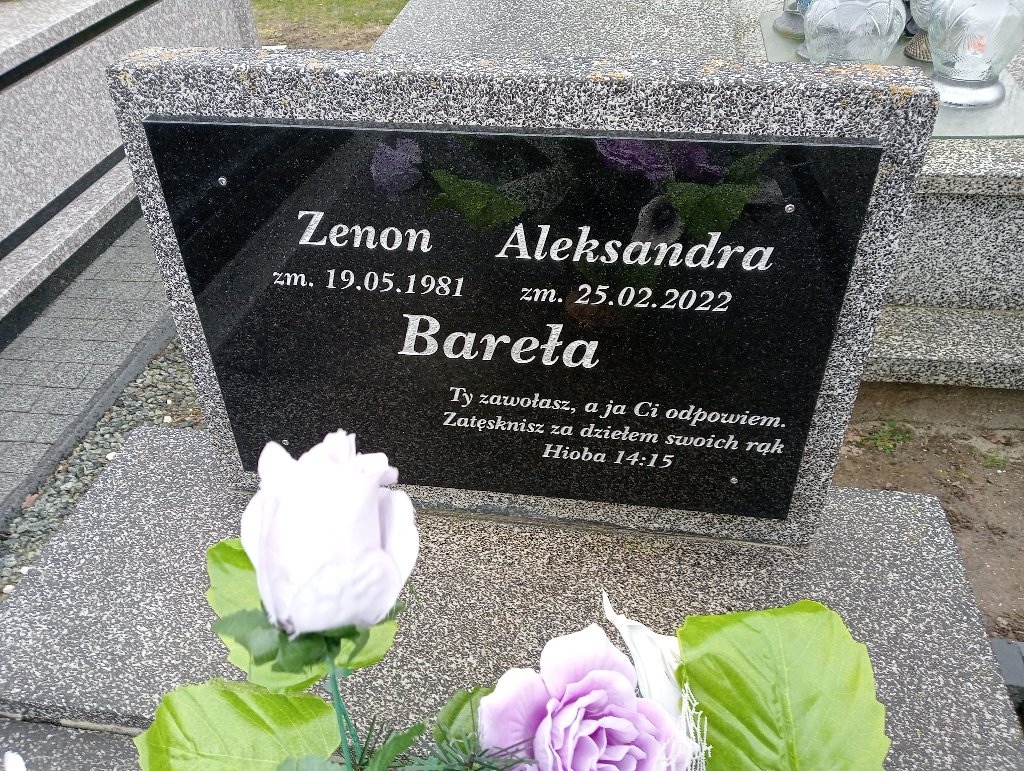 Zenon Aleksandra
zm. 19.05.1981 zm. 25.02.2022
Bareła
Ty zawołasz, a ja Ci odpowiem.
Zatęsknisz za dziełem swoich rąk
Hioba 14:15